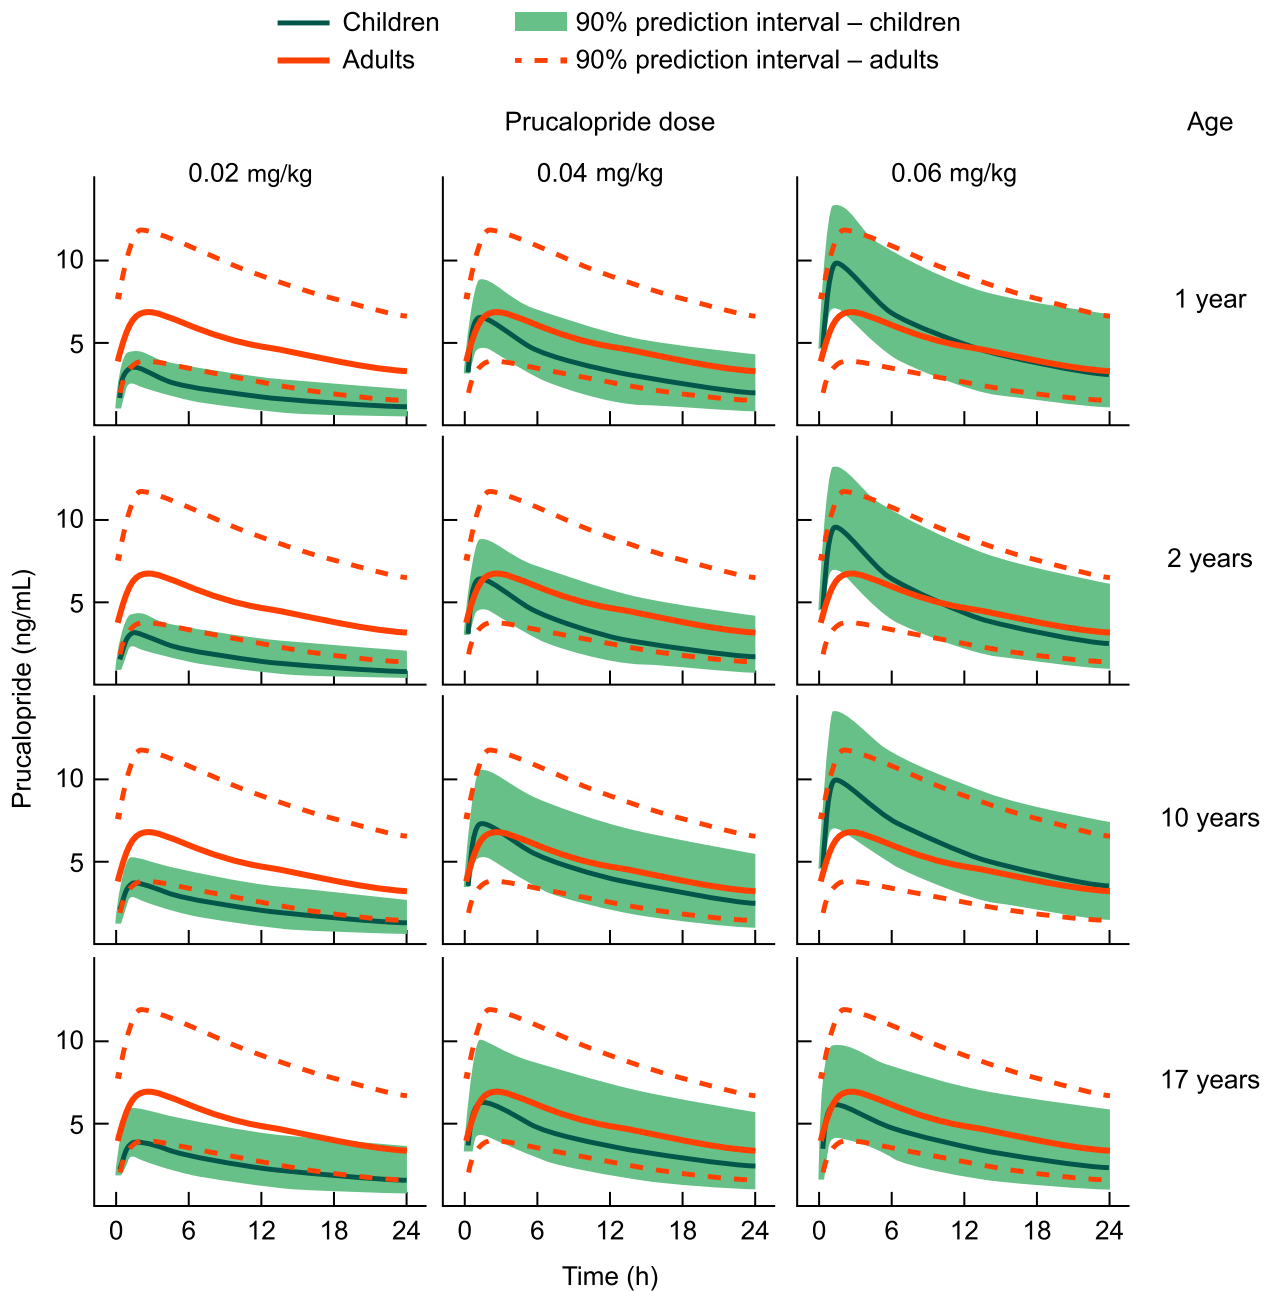 Children
90% prediction interval – children
Adults
90% prediction interval – adults
Prucalopride dose
Age
0.02 mg/kg
0.04 mg/kg
0.06 mg/kg
10
5
1 year
10
5
2 years
10
5
10 years
10
5
17 years
Prucalopride (ng/mL)
0 6 12 18 24
0 6 12 18 24
0 6 12 18 24
Time (h)